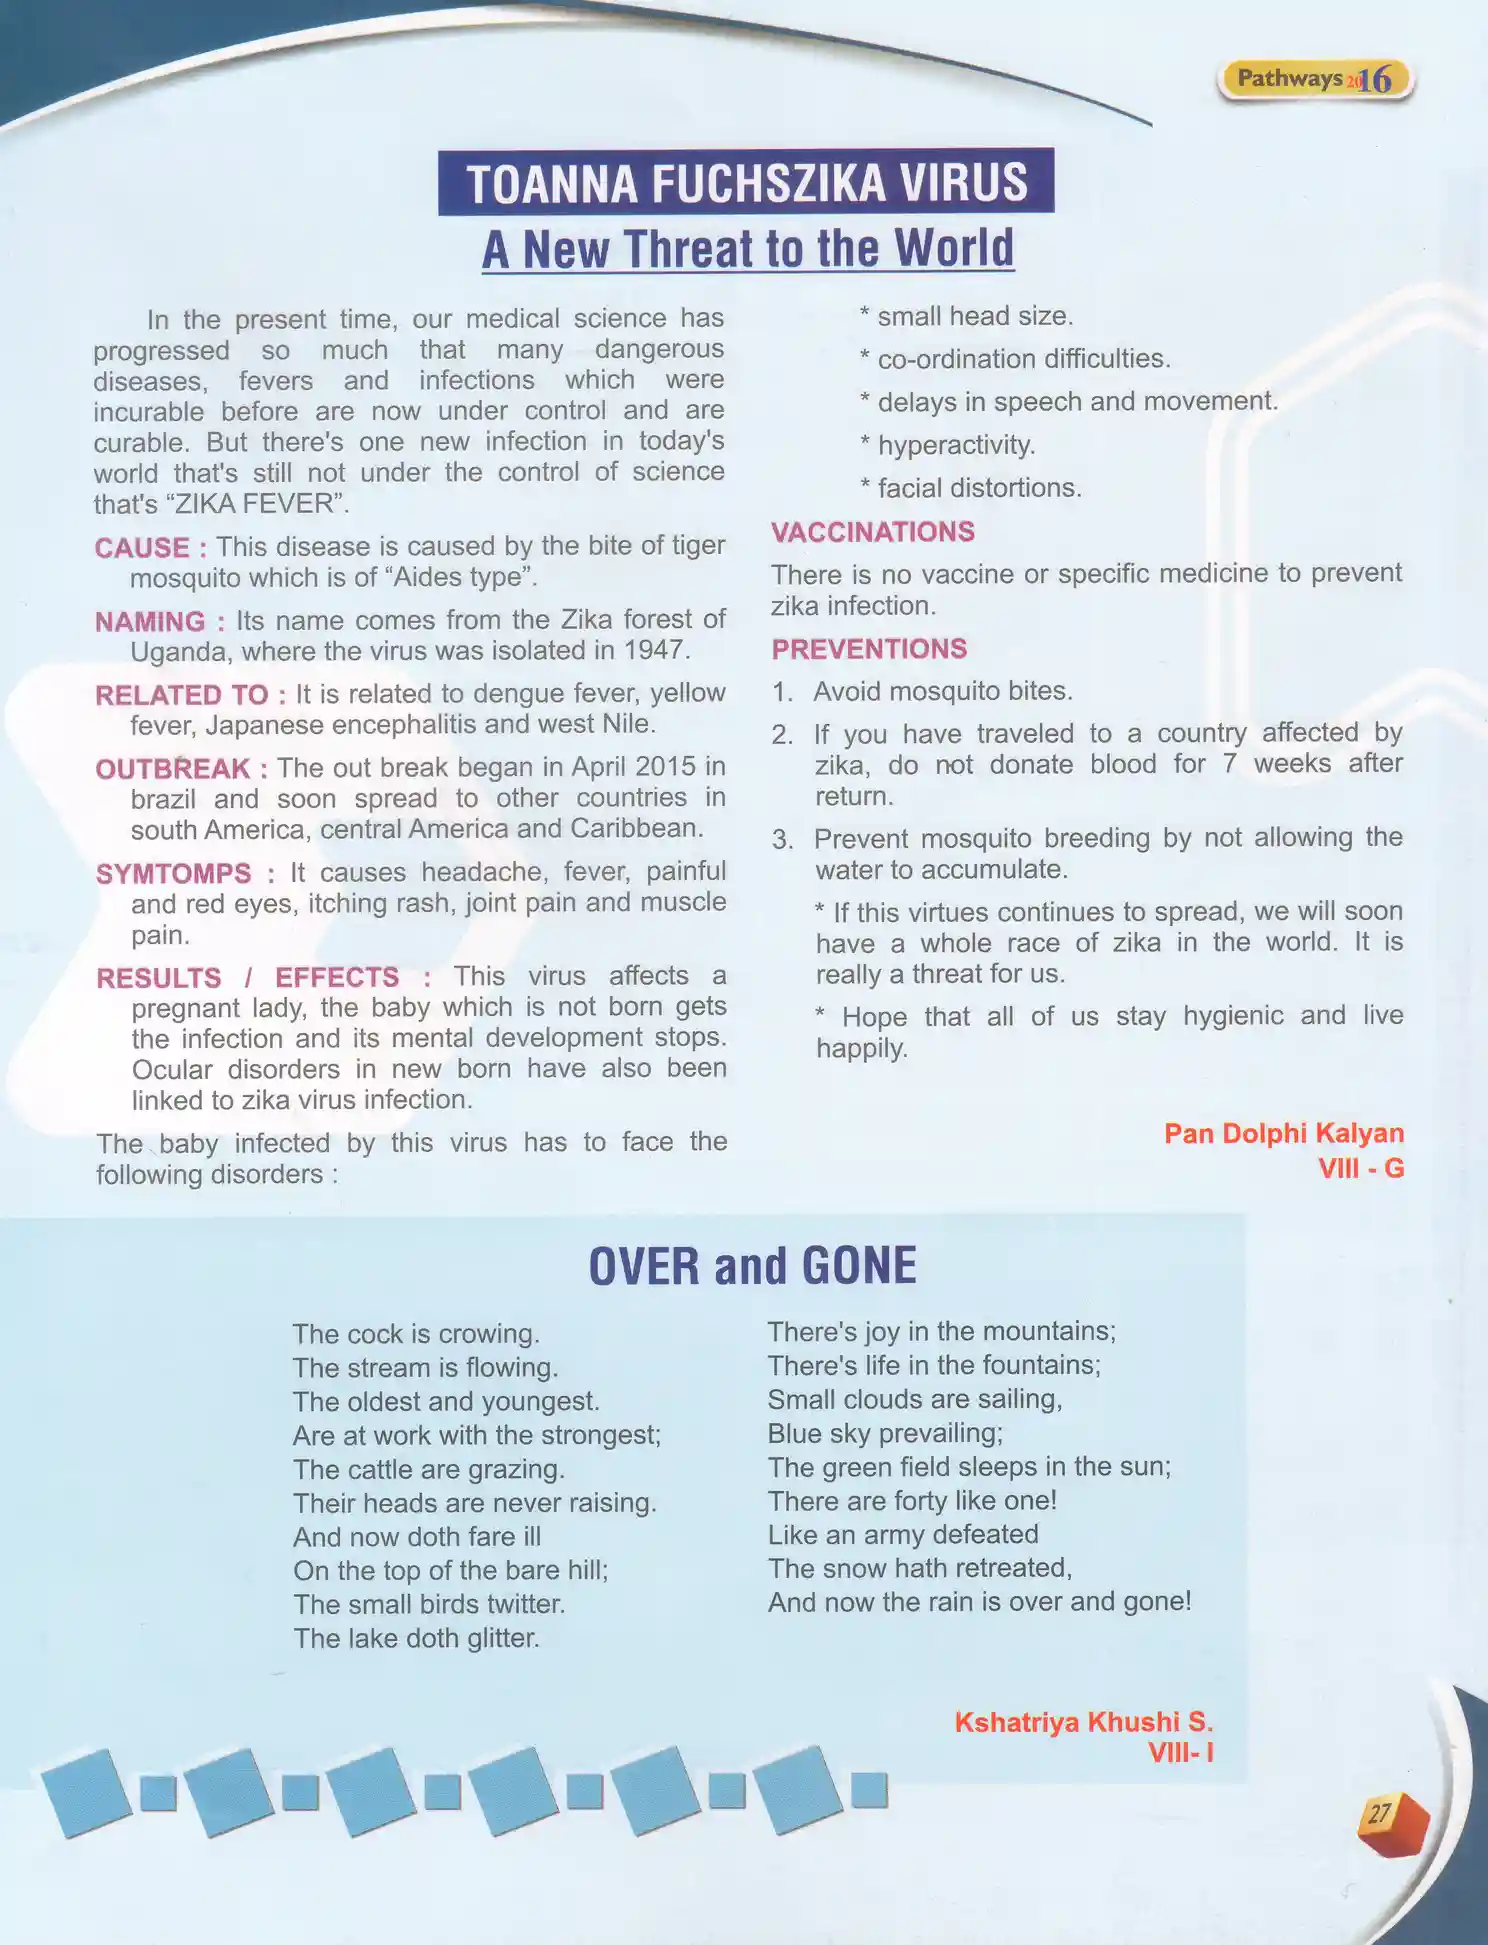 Pathways 2016
TOANNA FUCHSZIKA VIRUS
A New Threat to the World
In the present time, our medical science has
progressed so much that many dangerous
diseases, fevers and infections which were
incurable before are now under control and are
curable. But there's one new infection in today's
world that's still not under the control of science
that's “ZIKA FEVER”.
CAUSE : This disease is caused by the bite of tiger
mosquito which is of “Aides type”.
NAMING : Its name comes from the Zika forest of
Uganda, where the virus was isolated in 1947.
RELATED TO : It is related to dengue fever, yellow
fever, Japanese encephalitis and west Nile.
OUTBREAK : The out break began in April 2015 in
brazil and soon spread to other countries in
south America, central America and Caribbean.
SYMTOMPS : It causes headache, fever, painful
and red eyes, itching rash, joint pain and muscle
pain.
RESULTS / EFFECTS : This virus affects a
pregnant lady, the baby which is not born gets
the infection and its mental development stops.
Ocular disorders in new born have also been
linked to zika virus infection.
The baby infected by this virus has to face the
following disorders :
* small head size.
* co-ordination difficulties.
* delays in speech and movement.
* hyperactivity.
* facial distortions.
VACCINATIONS
There is no vaccine or specific medicine to prevent
zika infection.
PREVENTIONS
1. Avoid mosquito bites.
2. If you have traveled to a country affected by
zika, do not donate blood for 7 weeks after
return.
3. Prevent mosquito breeding by not allowing the
water to accumulate.
* If this virtues continues to spread, we will soon
have a whole race of zika in the world. It is
really a threat for us.
* Hope that all of us stay hygienic and live
happily.
Pan Dolphi Kalyan
VIII - G
OVER and GONE
The cock is crowing.
The stream is flowing.
The oldest and youngest.
Are at work with the strongest;
The cattle are grazing.
Their heads are never raising.
And now doth fare ill
On the top of the bare hill;
The small birds twitter.
The lake doth glitter.
There's joy in the mountains;
There's life in the fountains;
Small clouds are sailing,
Blue sky prevailing;
The green field sleeps in the sun;
There are forty like one!
Like an army defeated
The snow hath retreated,
And now the rain is over and gone!
Kshatriya Khushi S.
VIII- I
27